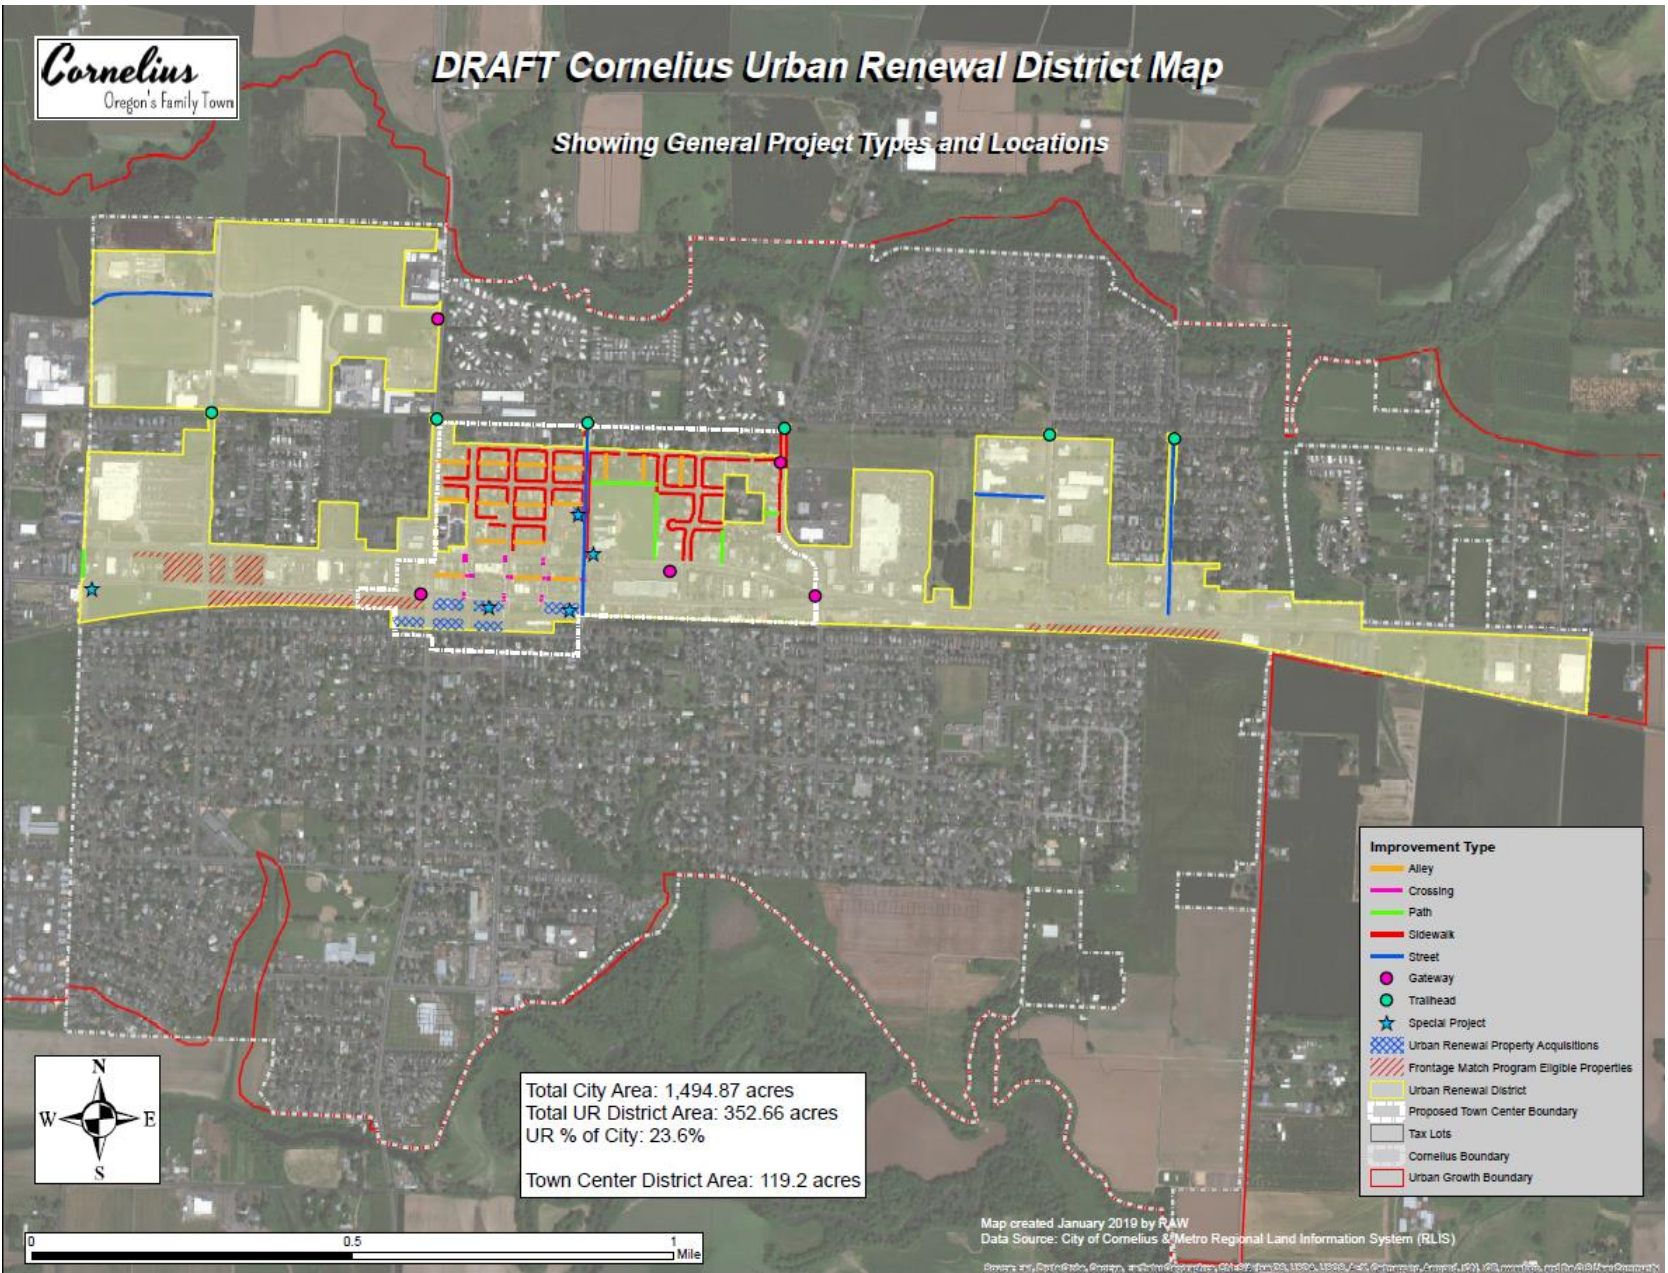 Cornelius
Oregon's Family Town
DRAFT Cornelius Urban Renewal District Map
Showing General Project Types and Locations
Improvement Type
Alley
Crossing
Path
Sidewalk
Street
Gateway
Trailhead
Special Project
Urban Renewal Property Acquisitions
Frontage Match Program Eligible Properties
Urban Renewal District
Proposed Town Center Boundary
Tax Lots
Cornelius Boundary
Urban Growth Boundary
N
W E
S
Total City Area: 1,494.87 acres
Total UR District Area: 352.66 acres
UR % of City: 23.6%
Town Center District Area: 119.2 acres
0 0.5 1
Mile
Map created January 2019 by RAW
Data Source: City of Cornelius & Metro Regional Land Information System (RLIS)